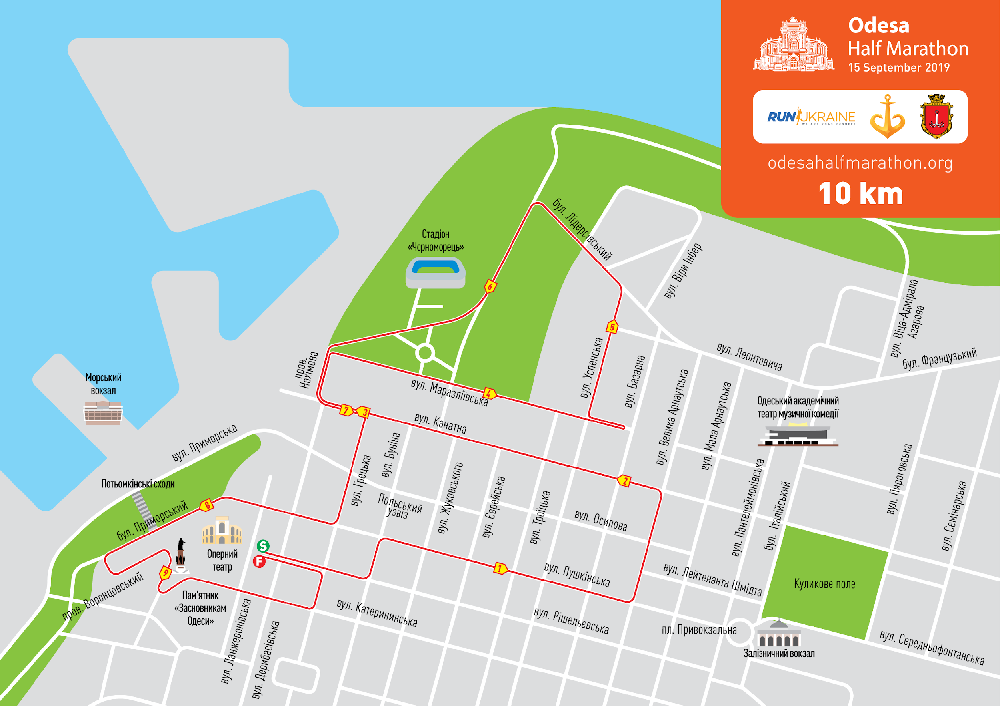 Odesa
Half Marathon
15 September 2019
RUN UKRAINE
WE ARE ROAD RUNNERS
odesahalfmarathon.org
10 km
бул. Лідерсівський
Стадіон
«Чорноморець»
вул. Віри Інбер
6
вул. Віца-Адмірала
Азарова
5
вул. Леонтовича
бул. Французький
пров.
Нахімова
вул. Успенська
вул. Базарна
Морський
вокзал
вул. Маразліївська
4
вул. Велика Арнаутська
вул. Мала Арнаутська
Одеський академічний
театр музичної комедії
7
3
вул. Канатна
вул. Приморська
вул. Буніна
вул. Грецька
вул. Жуковського
вул. Єврейська
вул. Троїцька
2
вул. Пантелеймонівська
бул. Італійський
вул. Пироговська
вул. Семінарська
Потьомкінські сходи
8
бул. Приморський
Польський
узвіз
вул. Осипова
S
F
Оперний
театр
9
1
вул. Пушкінська
вул. Лейтенанта Шмідта
Куликове поле
пров. Воронцовський
Пам'ятник
«Засновникам
Одеси»
вул. Катерининська
вул. Рішельєвська
пл. Привокзальна
Залізничний вокзал
вул. Середньофонтанська
вул. Ланжеронівська
вул. Дерибасівська